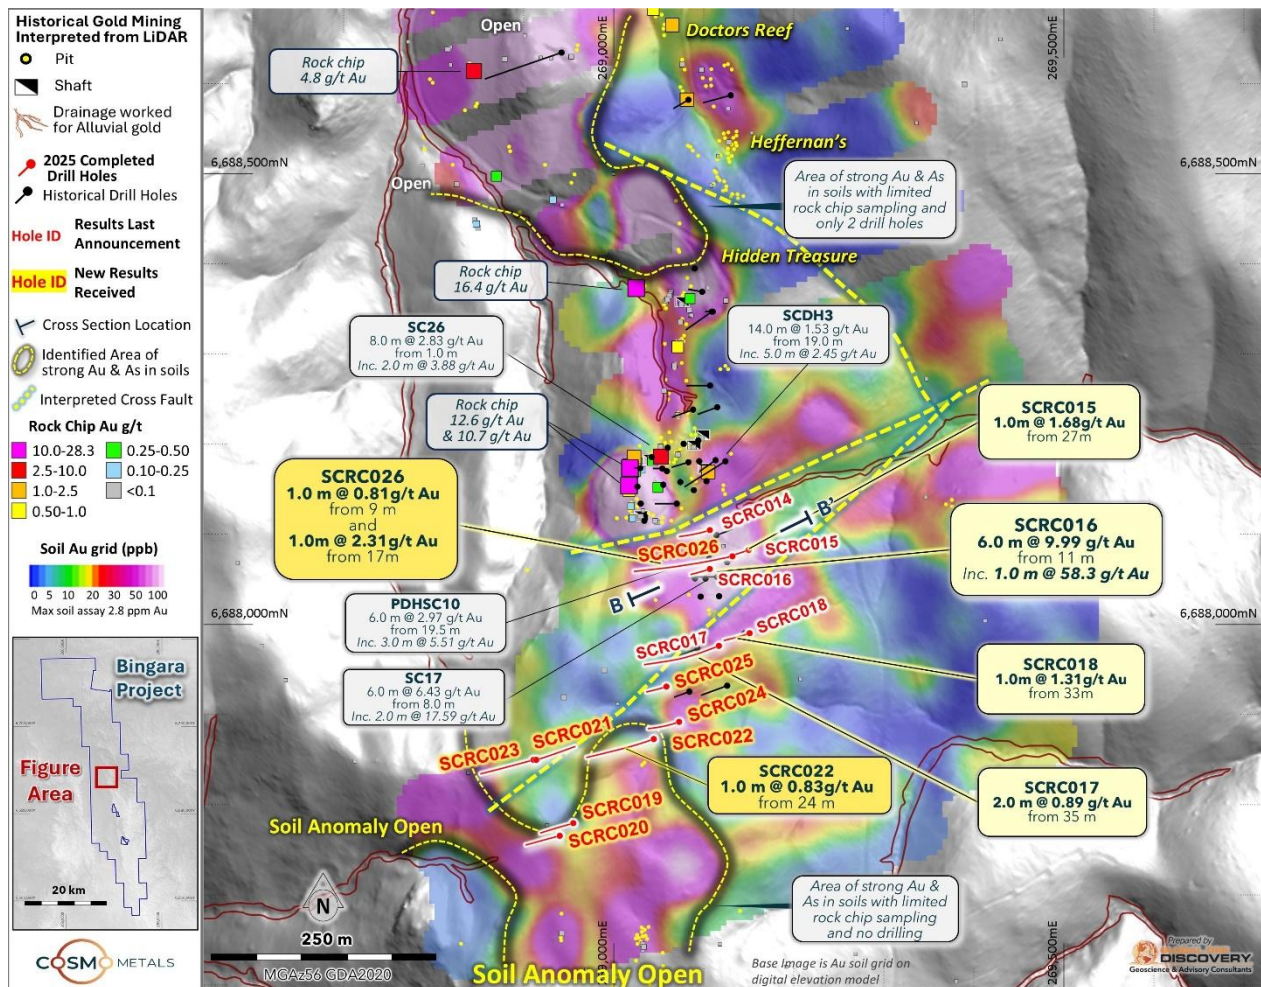 Historical Gold Mining
Interpreted from LiDAR
Pit
Shaft
Drainage worked
for Alluvial gold
2025 Completed
Drill Holes
Historical Drill Holes
Hole ID
Results Last
Announcement
Hole ID
New Results
Received
Cross Section Location
Identified Area of
strong Au & As in soils
Interpreted Cross Fault
Rock Chip Au g/t
10.0-28.3
0.25-0.50
2.5-10.0
0.10-0.25
1.0-2.5
<0.1
0.50-1.0
Soil Au grid (ppb)
0 5 10 20 30 50 100
Max soil assay 2.8 ppm Au
Bingara
Project
Figure
Area
20 km
COSMO METALS
Open
Rock chip
4.8 g/t Au
269,000mE
Doctors Reef
269,500mE
Heffernan's
6,688,500mN
6,688,500mN
Open
Area of strong Au & As
in soils with limited
rock chip sampling and
only 2 drill holes
Hidden Treasure
Rock chip
16.4 g/t Au
SC26
8.0 m @ 2.83 g/t Au
from 1.0 m
Inc. 2.0 m @ 3.88 g/t Au
SCDH3
14.0 m @ 1.53 g/t Au
from 19.0 m
Inc. 5.0 m @ 2.45 g/t Au
Rock chip
12.6 g/t Au
& 10.7 g/t Au
SCRC015
1.0m @ 1.68g/t Au
from 27m
SCRC026
1.0 m @ 0.81g/t Au
from 9 m
and
1.0m @ 2.31g/t Au
from 17m
SCRC014
B'
SCRC026
SCRC015
SCRC016
B
SCRC016
6.0 m @ 9.99 g/t Au
from 11 m
Inc. 1.0 m @ 58.3 g/t Au
PDHSC10
6.0 m @ 2.97 g/t Au
from 19.5 m
Inc. 3.0 m @ 5.51 g/t Au
6,688,000mN
6,688,000mN
SCRC018
SCRC017
SCRC018
1.0m @ 1.31g/t Au
from 33m
SC17
6.0 m @ 6.43 g/t Au
from 8.0 m
Inc. 2.0 m @ 17.59 g/t Au
SCRC025
SCRC024
SCRC021
SCRC023
SCRC022
SCRC022
1.0 m @ 0.83g/t Au
from 24 m
SCRC017
2.0 m @ 0.89 g/t Au
from 35 m
SCRC019
SCRC020
Soil Anomaly Open
Area of strong Au &
As in soils with limited
rock chip sampling
and no drilling
N
250 m
MGAz56 GDA2020
269,000mE
269,500mE
Soil Anomaly Open
Base Image is Au soil grid on
digital elevation model
Prepared by
DISCOVERY
Geoscience & Advisory Consultants